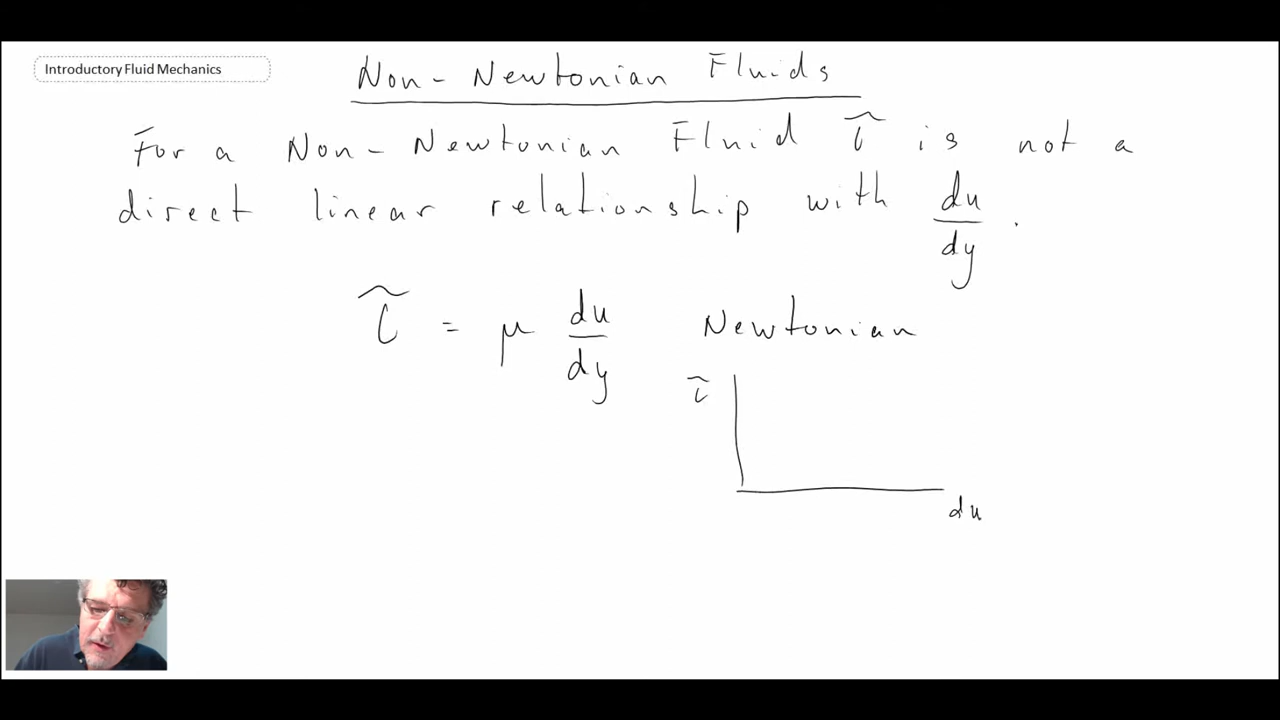 Introductory Fluid Mechanics
Non-Newtonian Fluids
For a Non-Newtonian Fluid τ is not a
direct linear relationship with du/dy.
τ = μ du/dy Newtonian
τ
du